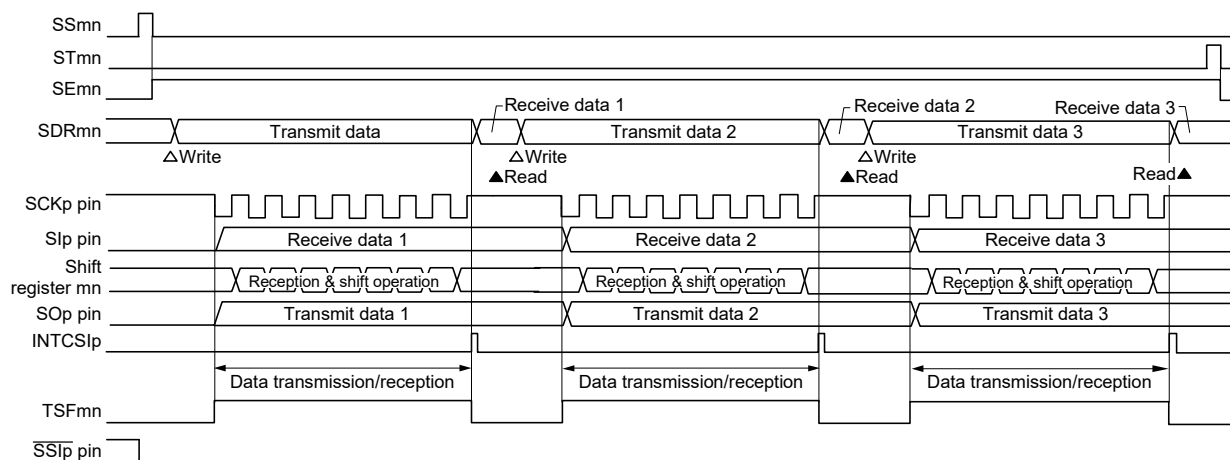 SSmn
STmn
SEmn
Receive data 1 Receive data 2 Receive data 3
SDRmn Transmit data Transmit data 2 Transmit data 3
△Write △Write △Write
▲Read ▲Read Read▲
SCKp pin
SIp pin Receive data 1 Receive data 2 Receive data 3
Shift
register mn Reception & shift operation Reception & shift operation Reception & shift operation
SOp pin Transmit data 1 Transmit data 2 Transmit data 3
INTCSIp
Data transmission/reception Data transmission/reception Data transmission/reception
TSFmn
SSIp pin